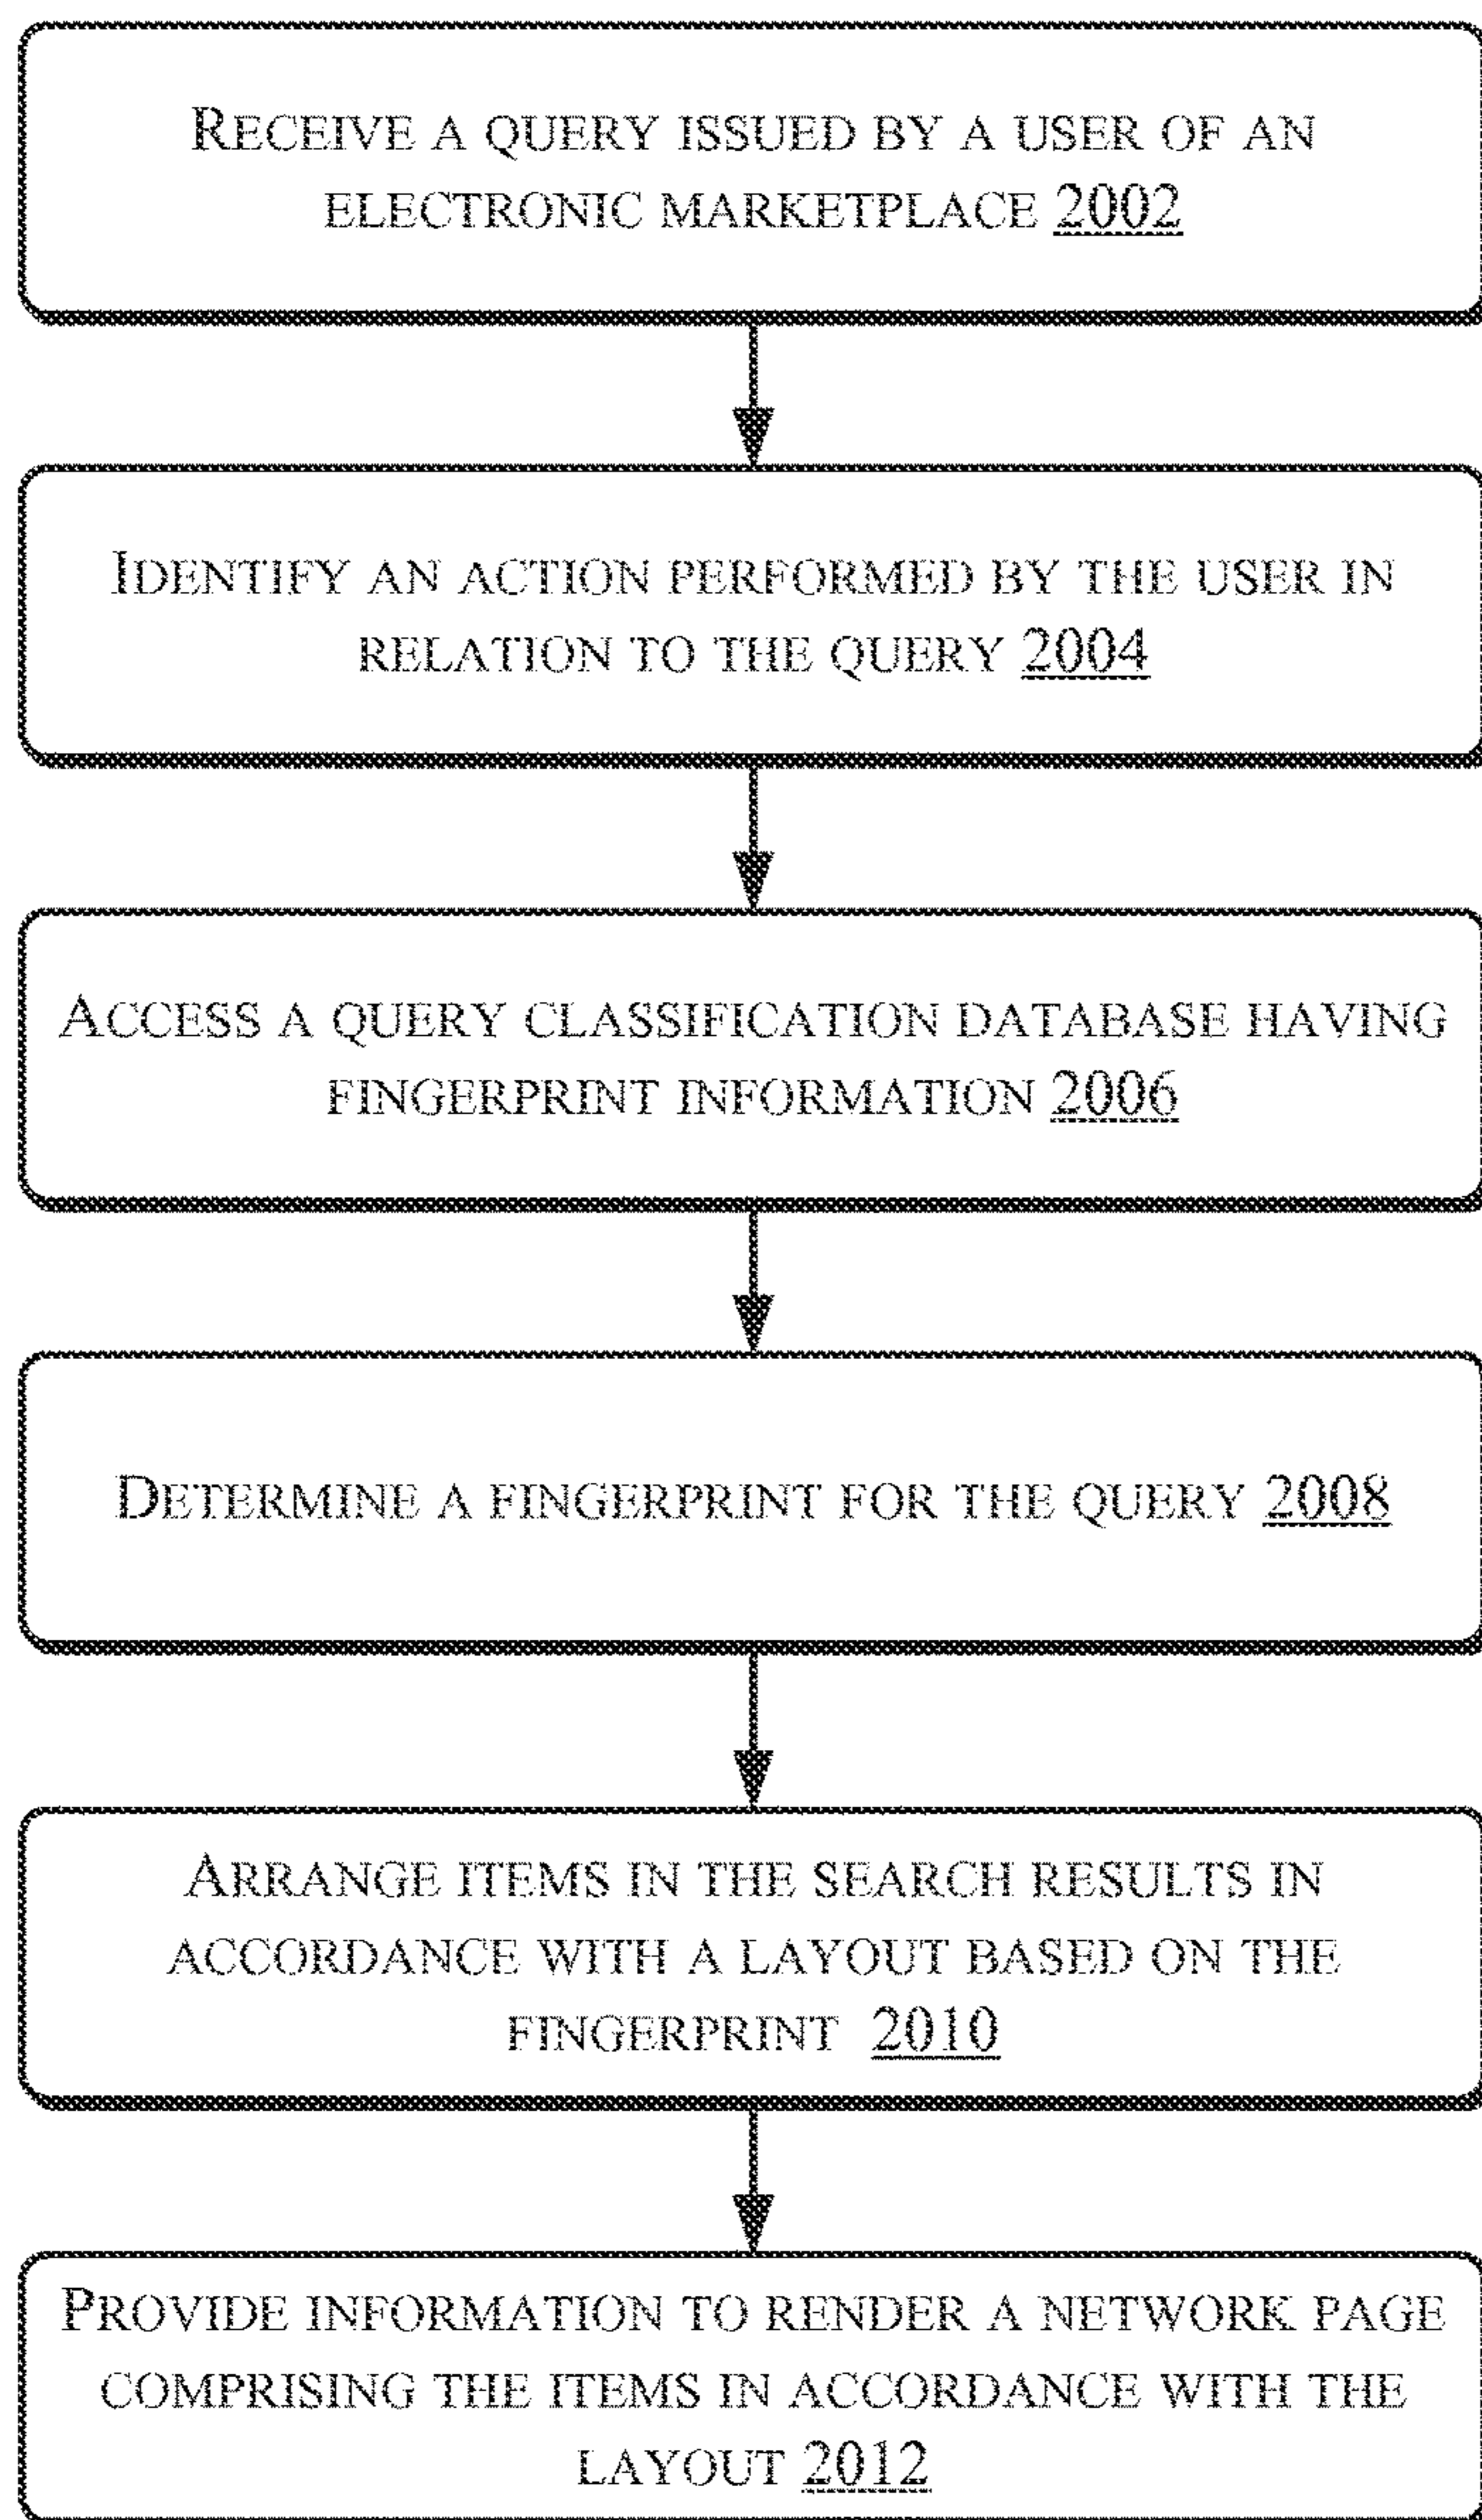 RECEIVE A QUERY ISSUED BY A USER OF AN
ELECTRONIC MARKETPLACE 2002
IDENTIFY AN ACTION PERFORMED BY THE USER IN
RELATION TO THE QUERY 2004
ACCESS A QUERY CLASSIFICATION DATABASE HAVING
FINGERPRINT INFORMATION 2006
DETERMINE A FINGERPRINT FOR THE QUERY 2008
ARRANGE ITEMS IN THE SEARCH RESULTS IN
ACCORDANCE WITH A LAYOUT BASED ON THE
FINGERPRINT 2010
PROVIDE INFORMATION TO RENDER A NETWORK PAGE
COMPRISING THE ITEMS IN ACCORDANCE WITH THE
LAYOUT 2012